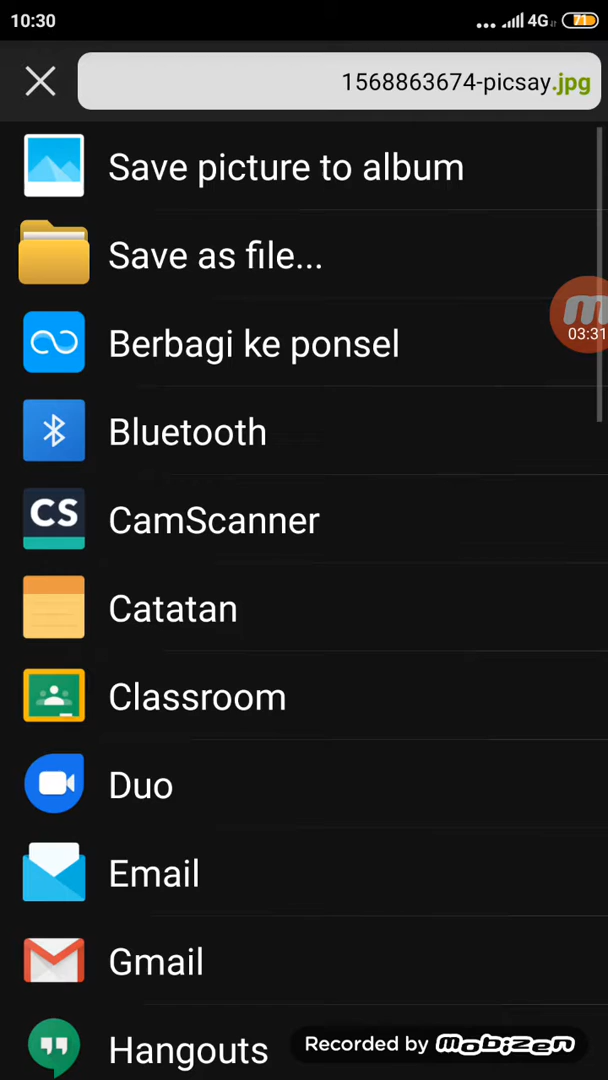 10:30
4G
71
1568863674-picsay.jpg
Save picture to album
Save as file...
03:31
Berbagi ke ponsel
Bluetooth
CS
CamScanner
Catatan
Classroom
Duo
Email
Gmail
Hangouts
Recorded by mobizen